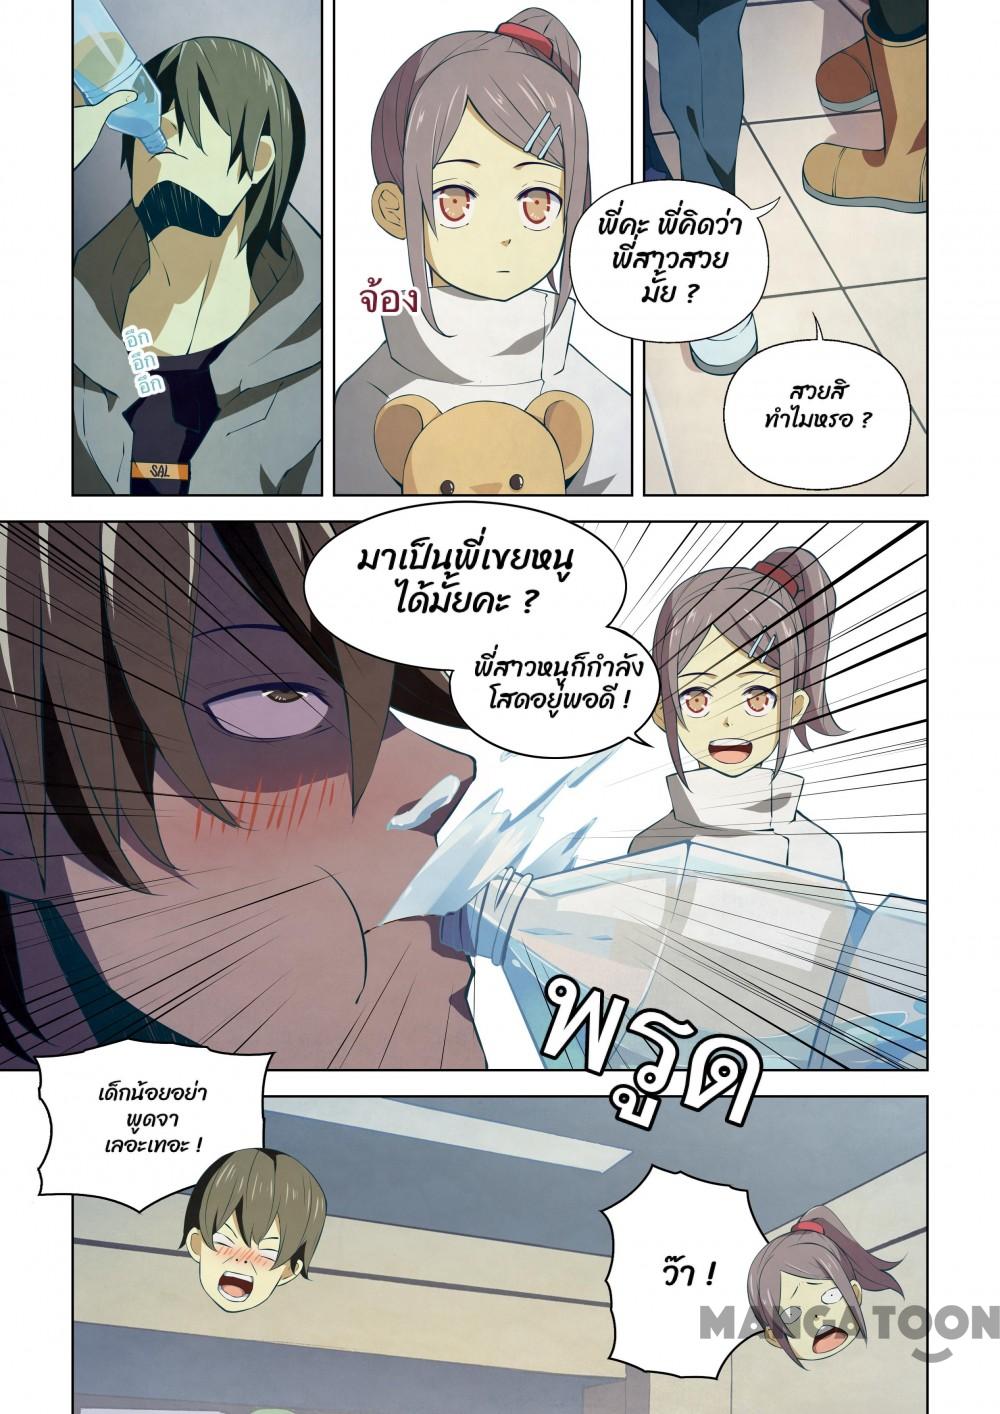 อึก
อึก
อึก
SAL
จ้อง
พี่คะ พี่คิดว่า
พี่สาวสวย
มั้ย ?
สวยสิ
ทำไมหรอ ?
มาเป็นพี่เขยหนู
ได้มั้ยคะ ?
พี่สาวหนูก็กำลัง
โสดอยู่พอดี !
พรูด
เด็กน้อยอย่า
พูดจา
เลอะเทอะ !
ว๊า !
MANGATOON